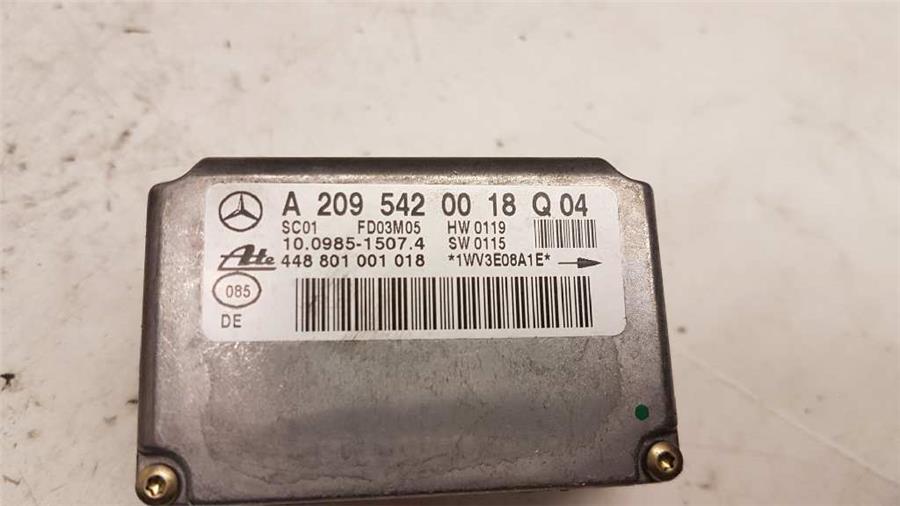 A 209 542 00 18 Q 04
SC01 FD03M05 HW 0119
10.0985-1507.4 SW 0115
Ate 448 801 001 018 *1WV3E08A1E*
085
DE